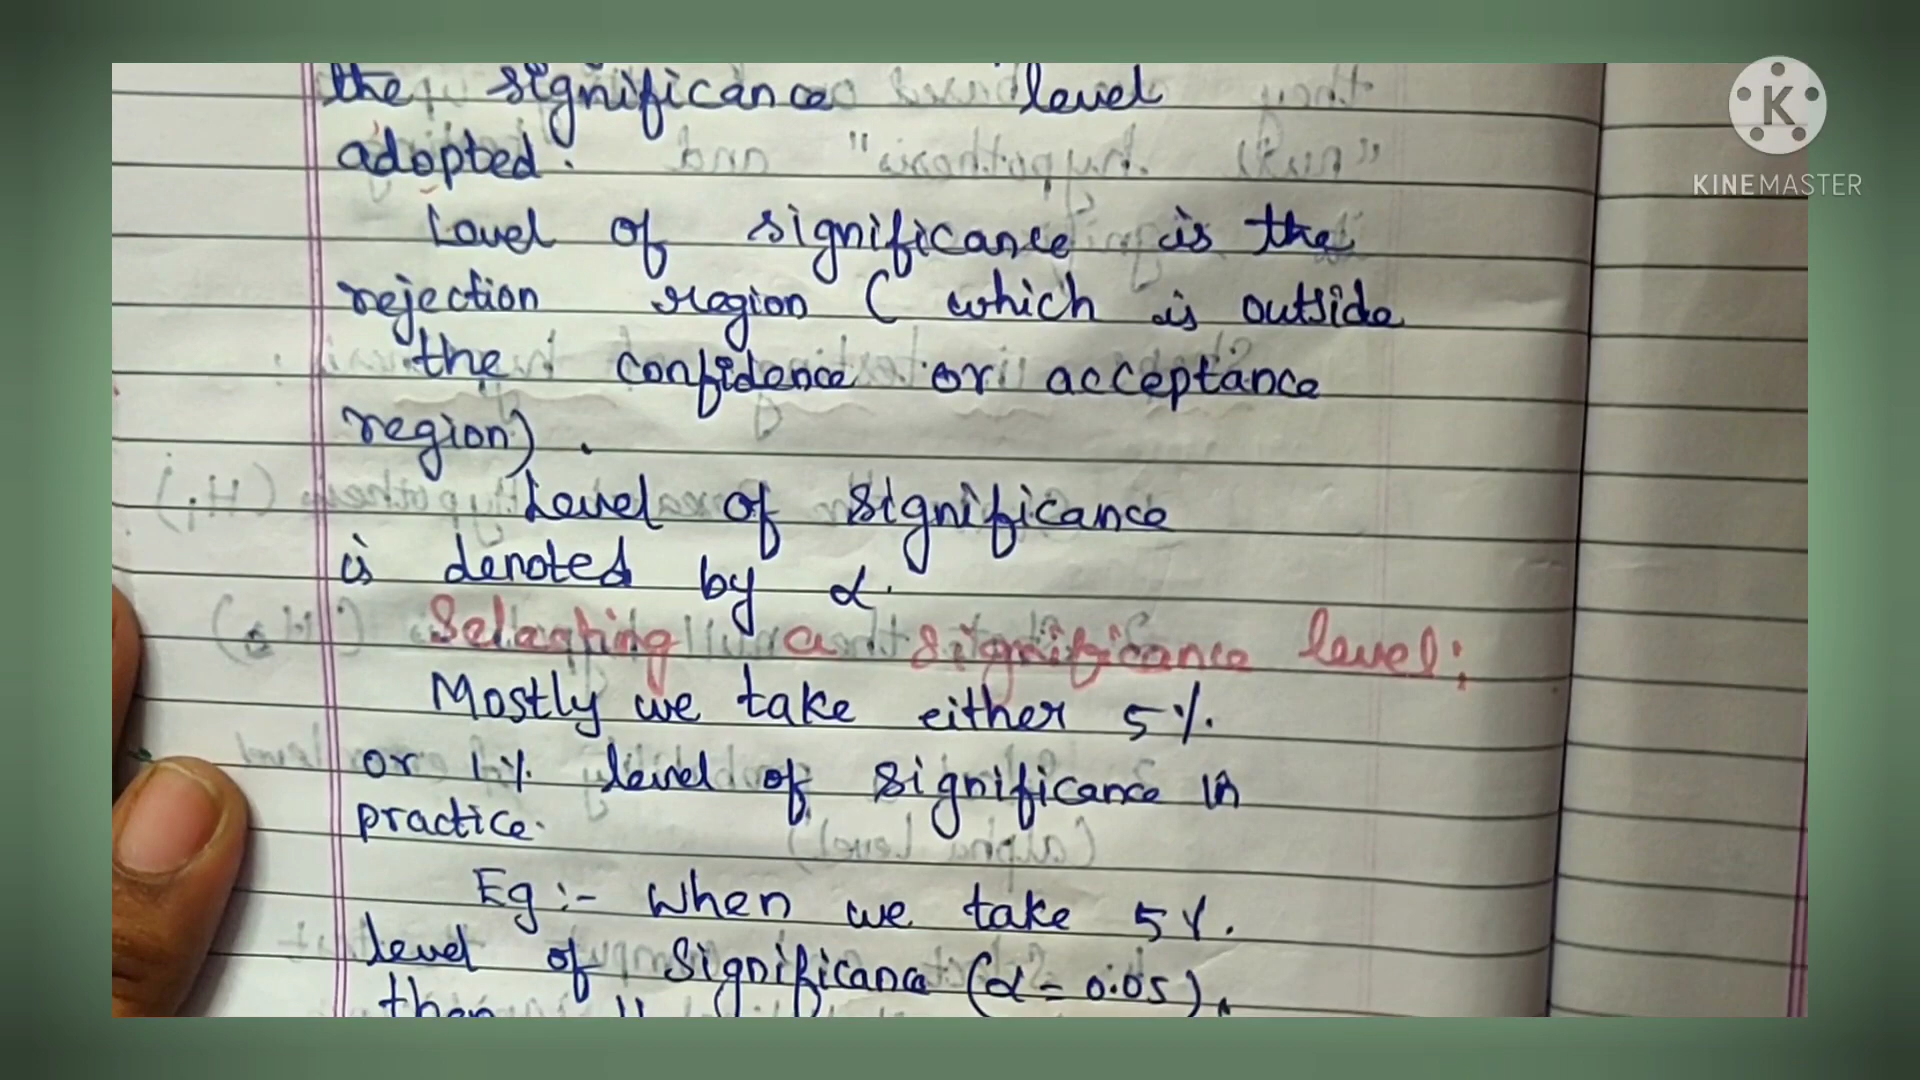 the significance level
adopted.
Level of significance is the
rejection region ( which is outside
the confidence or acceptance
region) .
Level of significance
is denoted by α.
Selecting a significance level:
Mostly we take either 5%.
or 1% level of significance in
practice.
Eg :- When we take 5%.
level of Significance (α = 0.05),
then
K
KINEMASTER